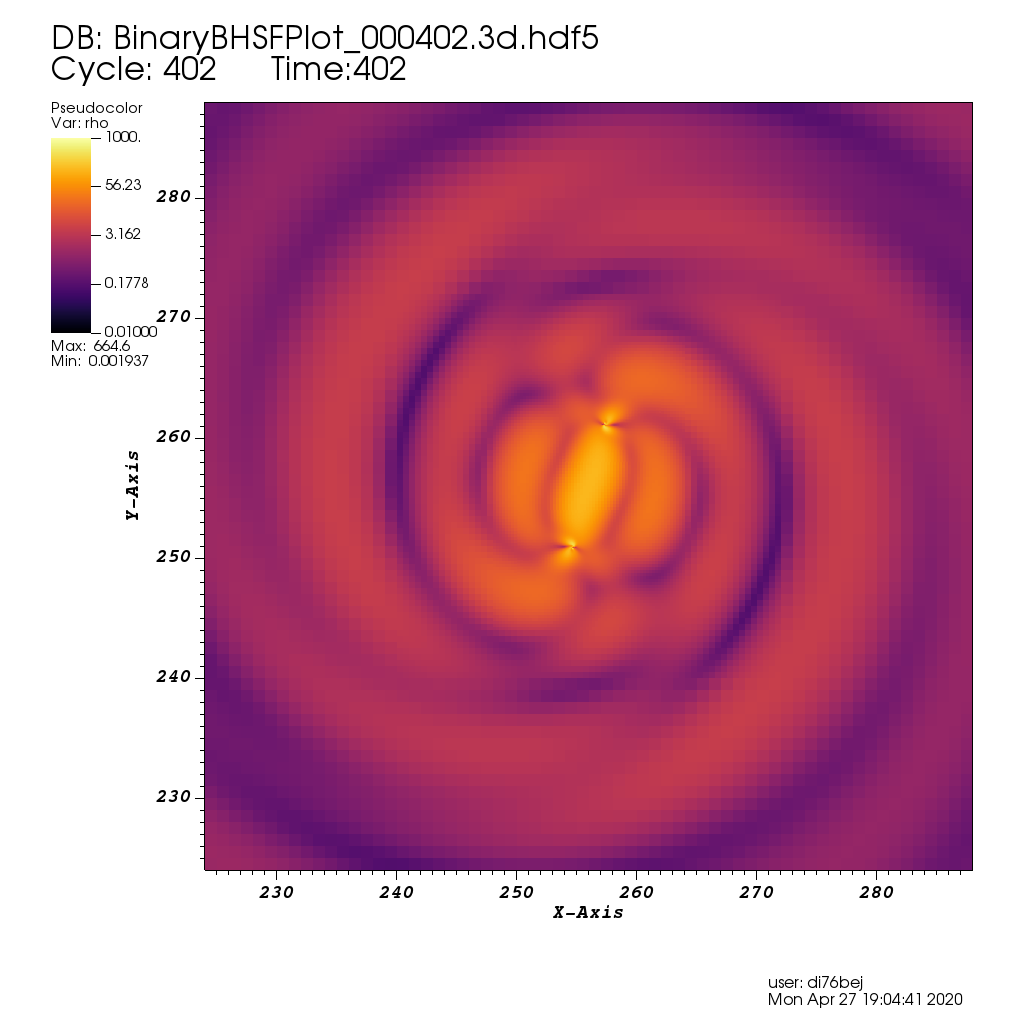 DB: BinaryBHSFPlot_000402.3d.hdf5
Cycle: 402 Time:402
Pseudocolor
Var: rho
1000.
56.23
3.162
0.1778
0.01000
Max: 664.6
Min: 0.001937
280
270
260
250
240
230
Y-Axis
230 240 250 260 270 280
X-Axis
user: di76bej
Mon Apr 27 19:04:41 2020